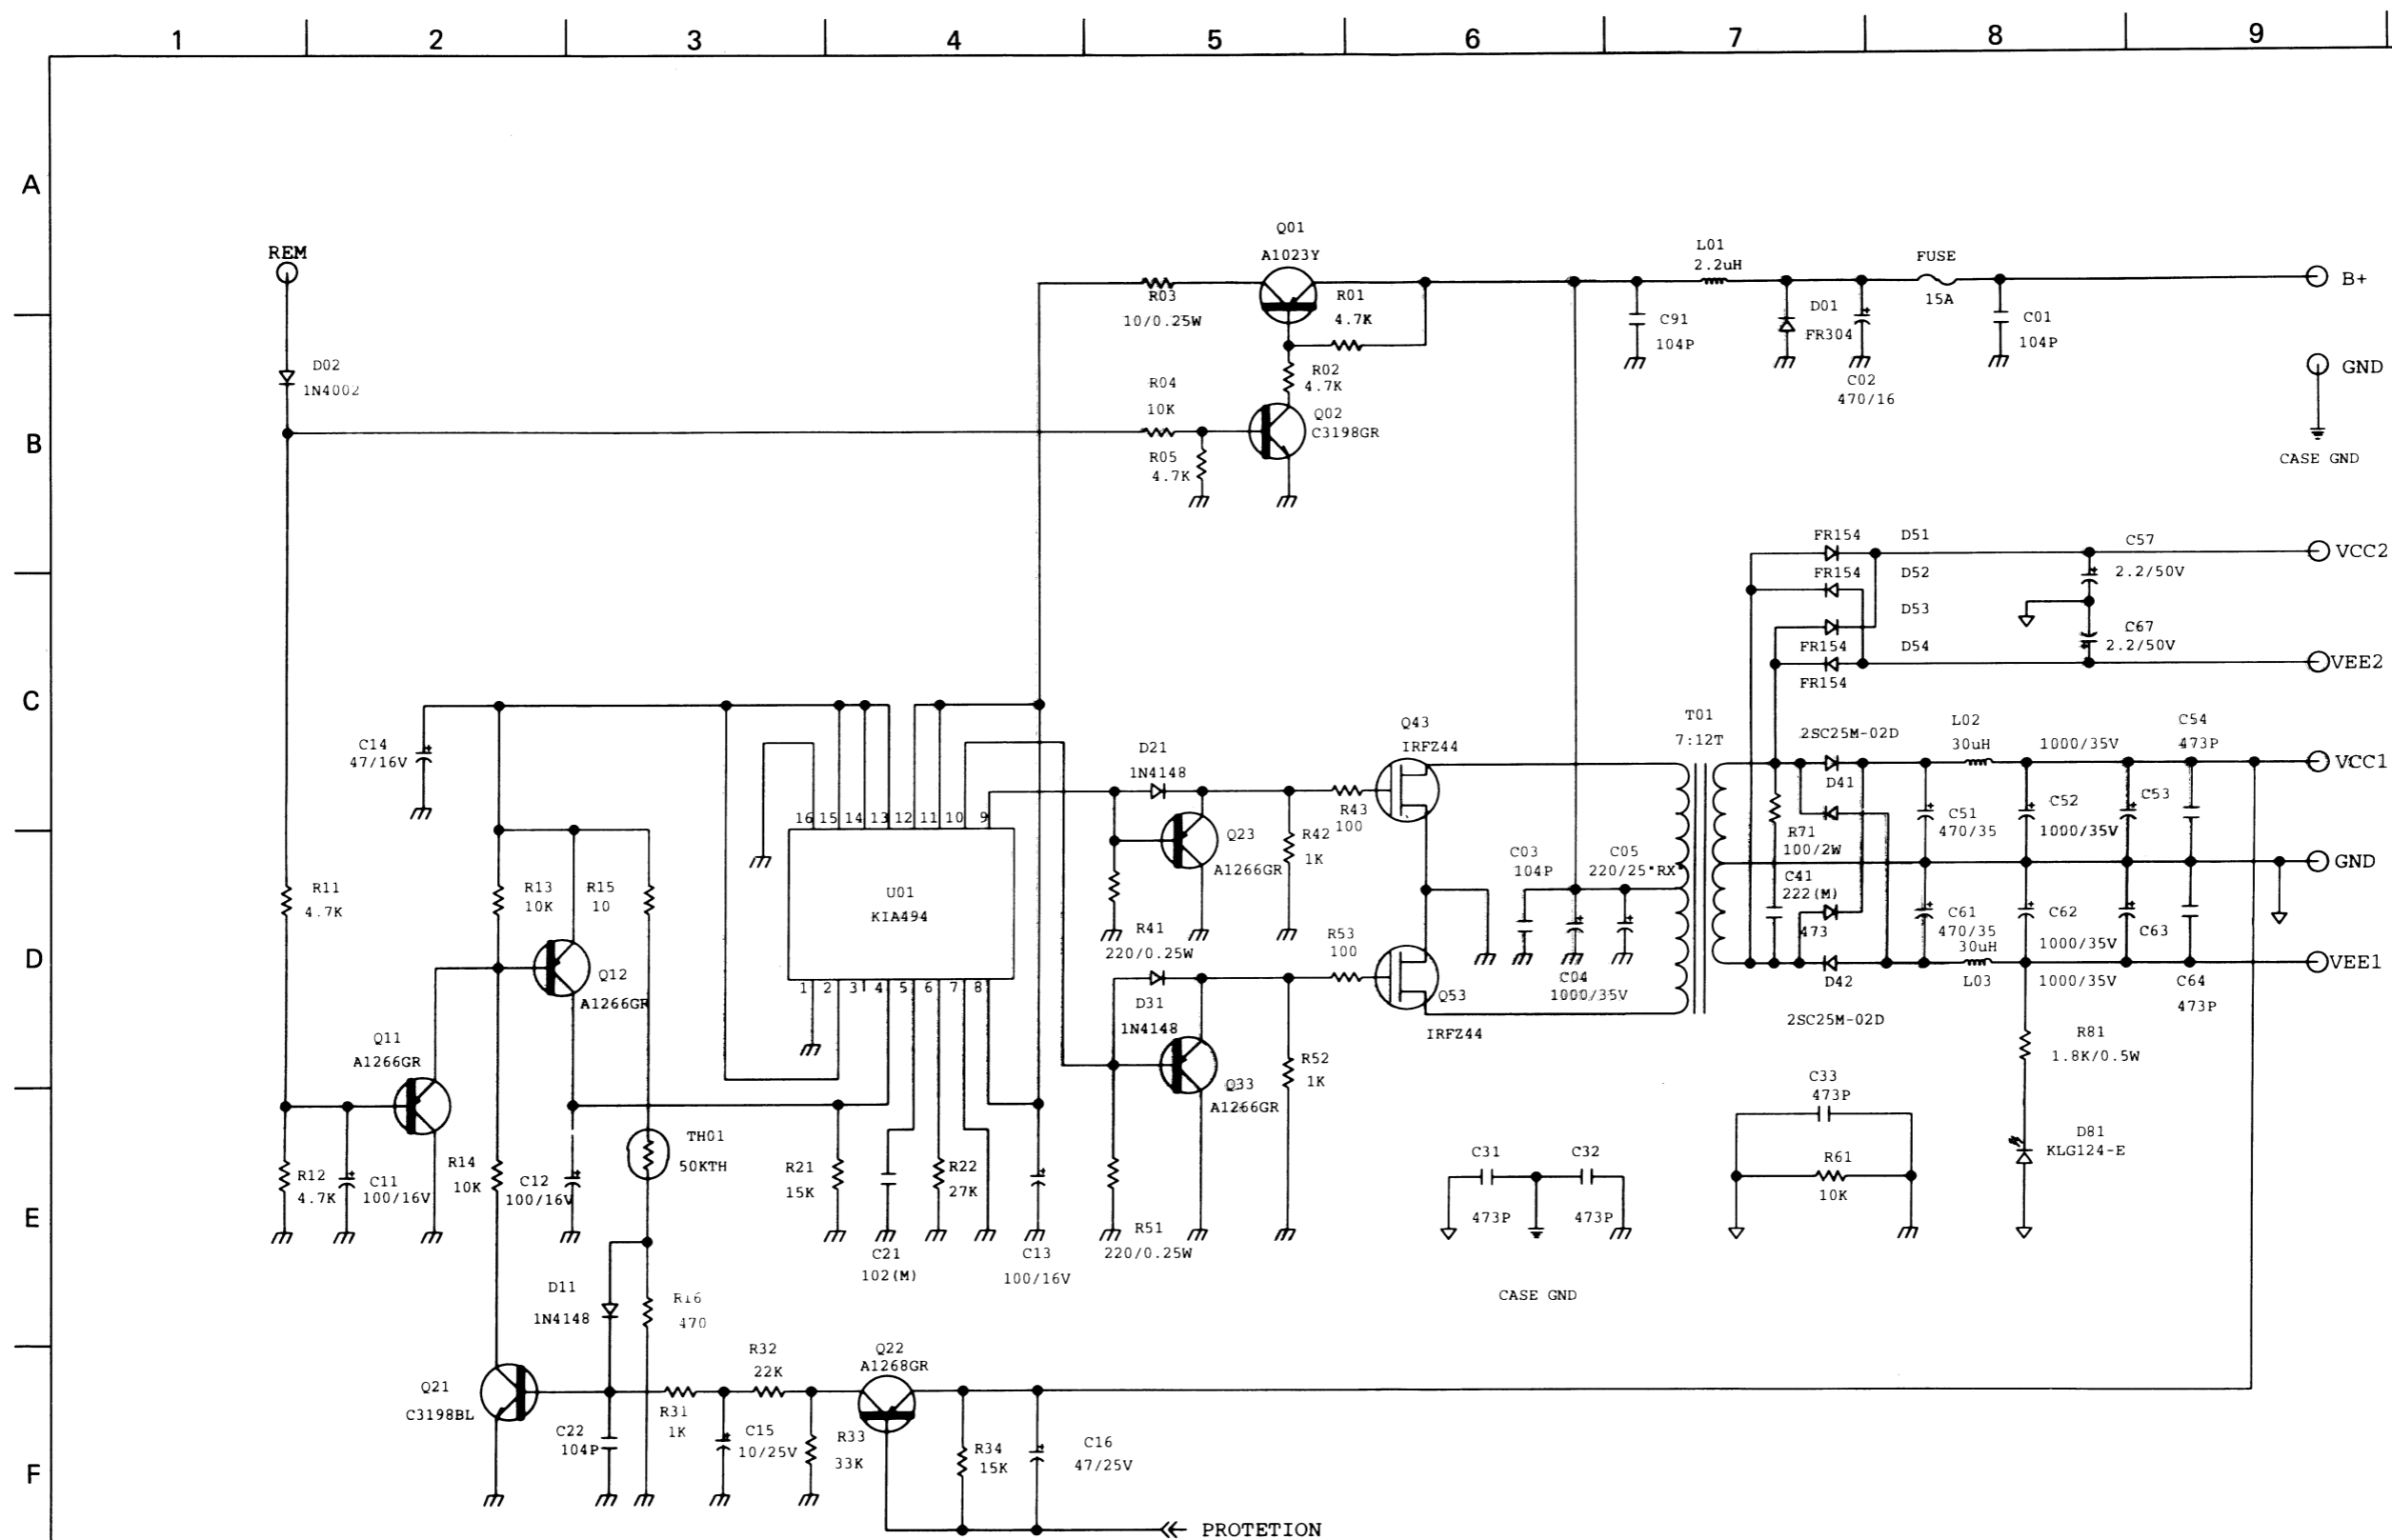 1 2 3 4 5 6 7 8 9
A
B
C
D
E
F
REM
D02
1N4002
Q01
A1023Y
R03
10/0.25W
R01
4.7K
R02
4.7K
R04
10K
Q02
C3198GR
R05
4.7K
L01
2.2uH
FUSE
15A
B+
C91
104P
D01
FR304
C02
470/16
C01
104P
GND
CASE GND
FR154
D51
C57
2.2/50V
VCC2
FR154
D52
D53
FR154
D54
FR154
C67
2.2/50V
VEE2
C14
47/16V
D21
1N4148
Q43
IRFZ44
T01
7:12T
2SC25M-02D
L02
30uH
1000/35V
C54
473P
VCC1
D41
16 15 14 13 12 11 10 9
U01
KIA494
1 2 3 4 5 6 7 8
Q23
A1266GR
R42
1K
R43
100
R41
220/0.25W
C03
104P
C05
220/25"RX"
R71
100/2W
C41
222(M)
473
C51
470/35
C52
1000/35V
C53
GND
C61
470/35
30uH
C62
1000/35V
C63
VEE1
D42
L03
1000/35V
C64
473P
2SC25M-02D
R11
4.7K
R13
10K
R15
10
Q12
A1266GR
Q11
A1266GR
R53
100
Q53
IRFZ44
C04
1000/35V
D31
1N4148
Q33
A1266GR
R52
1K
R81
1.8K/0.5W
D81
KLG124-E
C33
473P
R61
10K
C31
473P
C32
473P
CASE GND
R12
4.7K
C11
100/16V
R14
10K
C12
100/16V
TH01
50KTH
R21
15K
C21
102(M)
R22
27K
C13
100/16V
R51
220/0.25W
D11
1N4148
R16
470
Q21
C3198BL
C22
104P
R31
1K
R32
22K
C15
10/25V
R33
33K
Q22
A1268GR
R34
15K
C16
47/25V
PROTETION